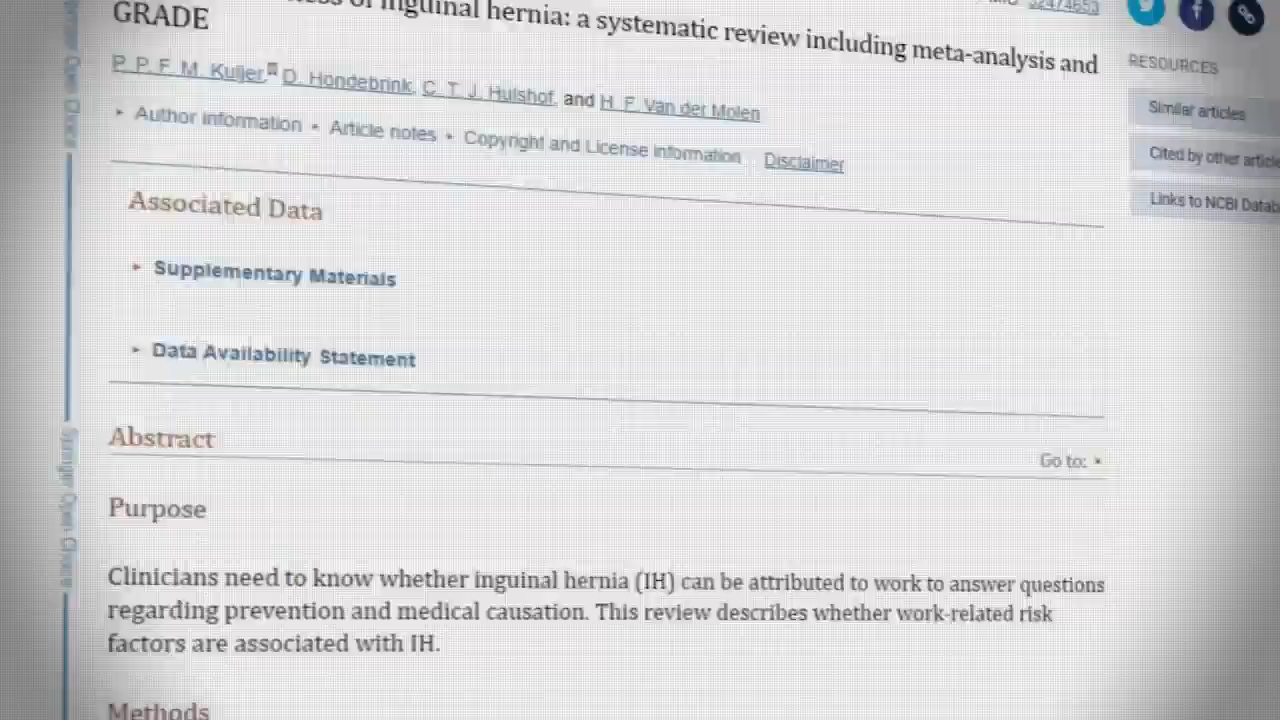 of inguinal hernia: a systematic review including meta-analysis and
GRADE
P. P. F. M. Kuijer, D. Hondebrink, C. T. J. Hulshof, and H. F. Van der Molen
▸ Author information ▸ Article notes ▸ Copyright and License information Disclaimer
Associated Data
▸ Supplementary Materials
▸ Data Availability Statement
Abstract
Go to:
Purpose
Clinicians need to know whether inguinal hernia (IH) can be attributed to work to answer questions
regarding prevention and medical causation. This review describes whether work-related risk
factors are associated with IH.
Methods
RESOURCES
Similar articles
Cited by other
Links to NCBI
Springer Open Choice